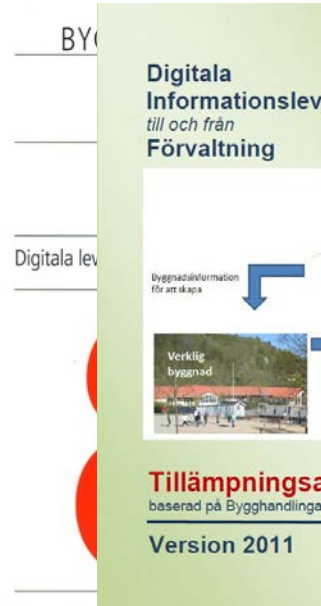 BY
Digitala
Informationslev
till och från
Förvaltning
Digitala lev
Byggnadsinformation
för att skapa
Verklig
byggnad
Tillämpningsa
baserad på Bygghandlinga
Version 2011